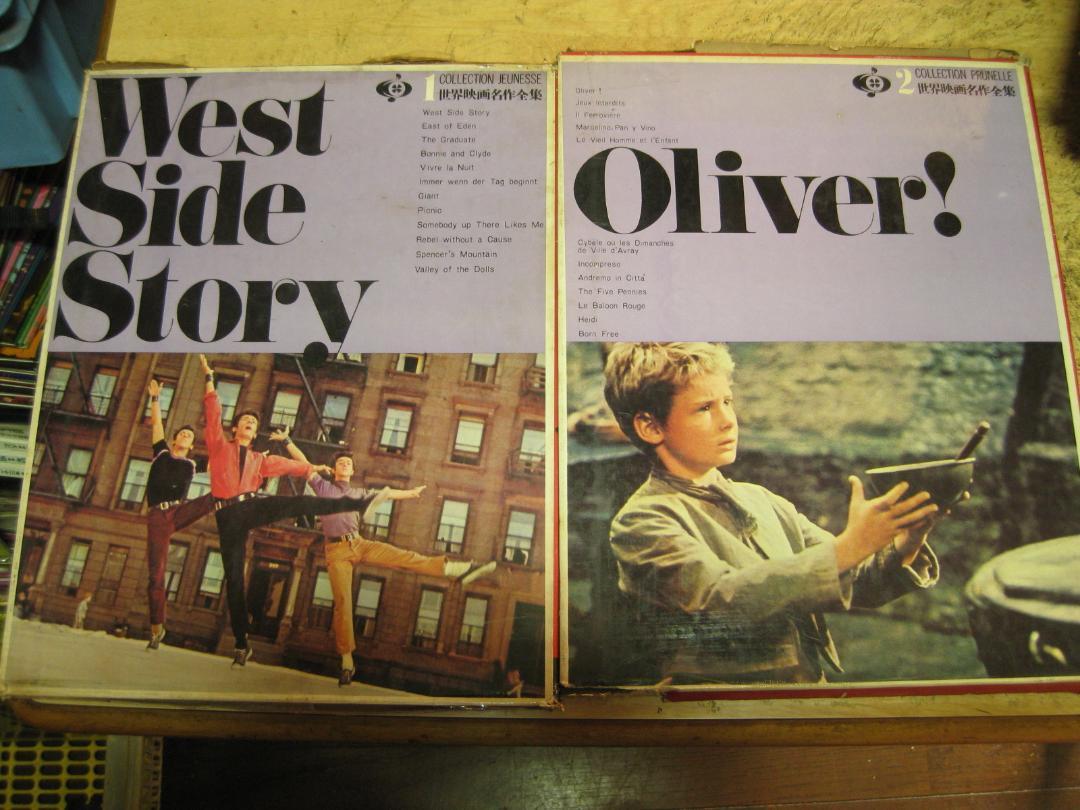 West
Side
Story
1 COLLECTION JEUNESSE
世界映画名作全集
West Side Story
East of Eden
The Graduate
Bonnie and Clyde
Vivre la Nuit
Immer wenn der Tag beginnt
Giant
Picnic
Somebody up There Likes Me
Rebel without a Cause
Spencer's Mountain
Valley of the Dolls
2 COLLECTION PRUNELLE
世界映画名作全集
Oliver !
Jeux Interdits
Il Ferroviere
Marcelino, Pan y Vino
Le Vieil Homme et l'Enfant
Oliver!
Cybele ou les Dimanches
de Ville d'Avray
Incompreso
Andremo in Citta
The Five Pennies
Le Baloon Rouge
Heidi
Born Free